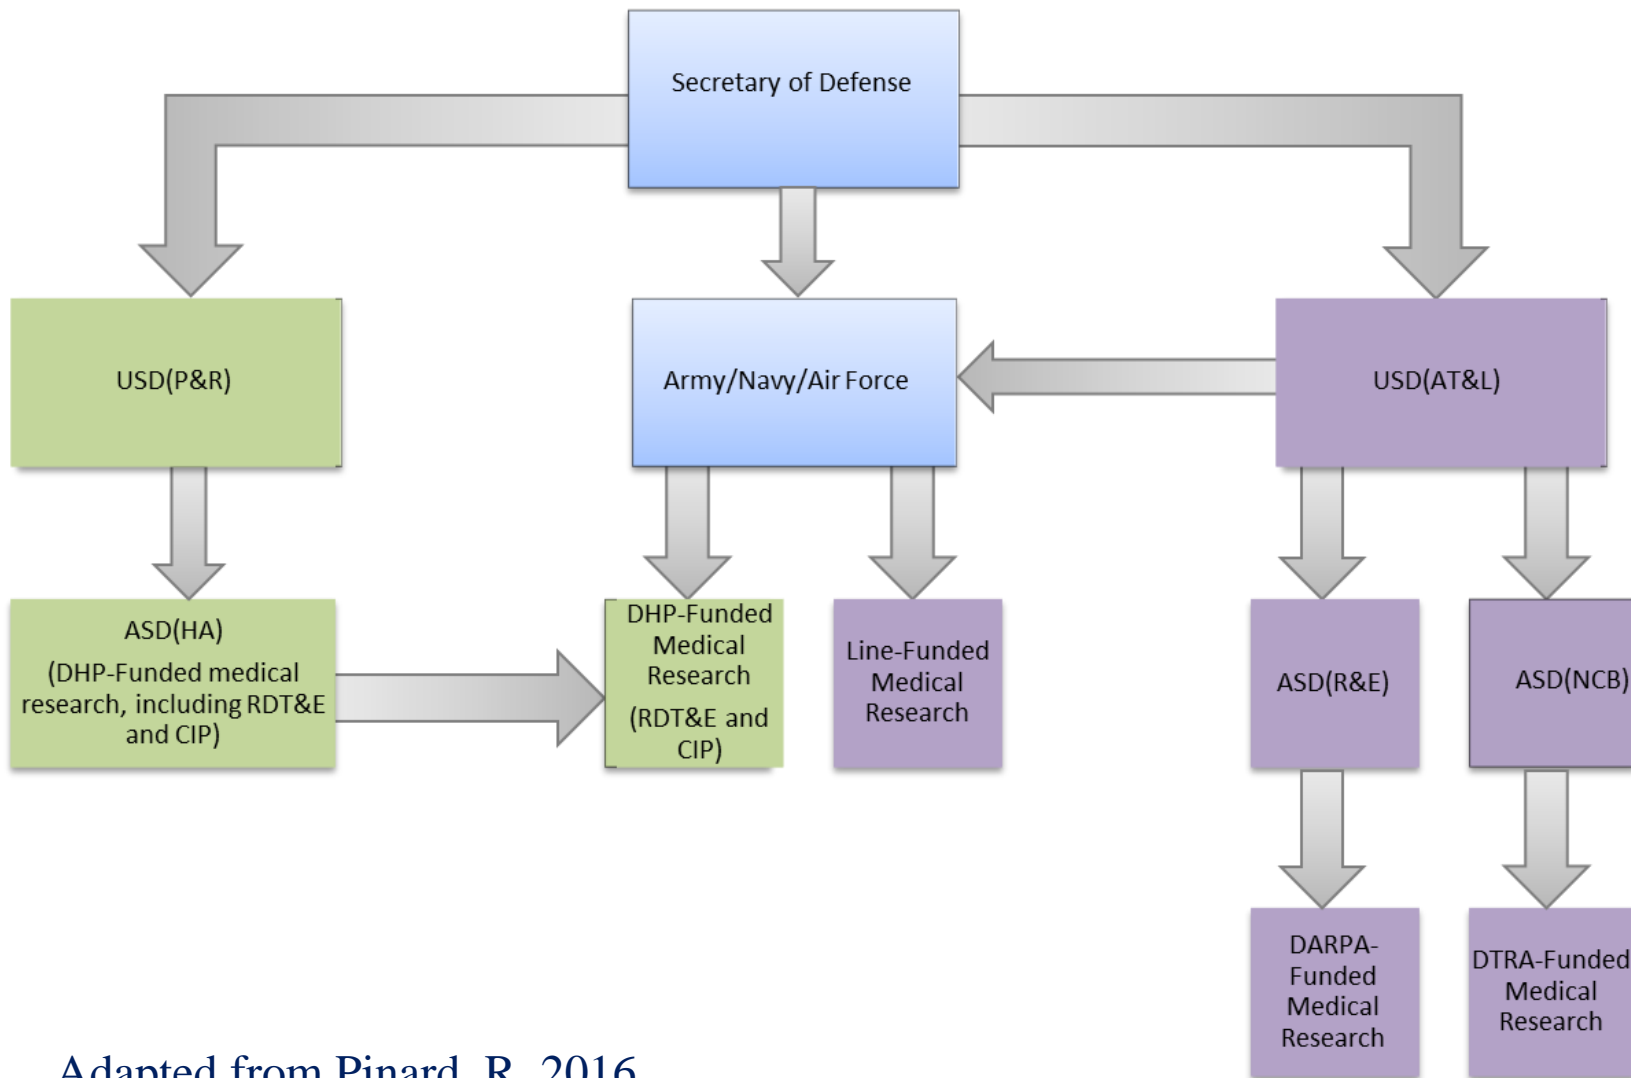 Secretary of Defense
USD(P&R)
Army/Navy/Air Force
USD(AT&L)
ASD(HA)
(DHP-Funded medical
research, including RDT&E
and CIP)
DHP-Funded
Medical
Research
(RDT&E and
CIP)
Line-Funded
Medical
Research
ASD(R&E)
ASD(NCB)
DARPA-
Funded
Medical
Research
DTRA-Funded
Medical
Research
Adapted from Pinard, R. 2016